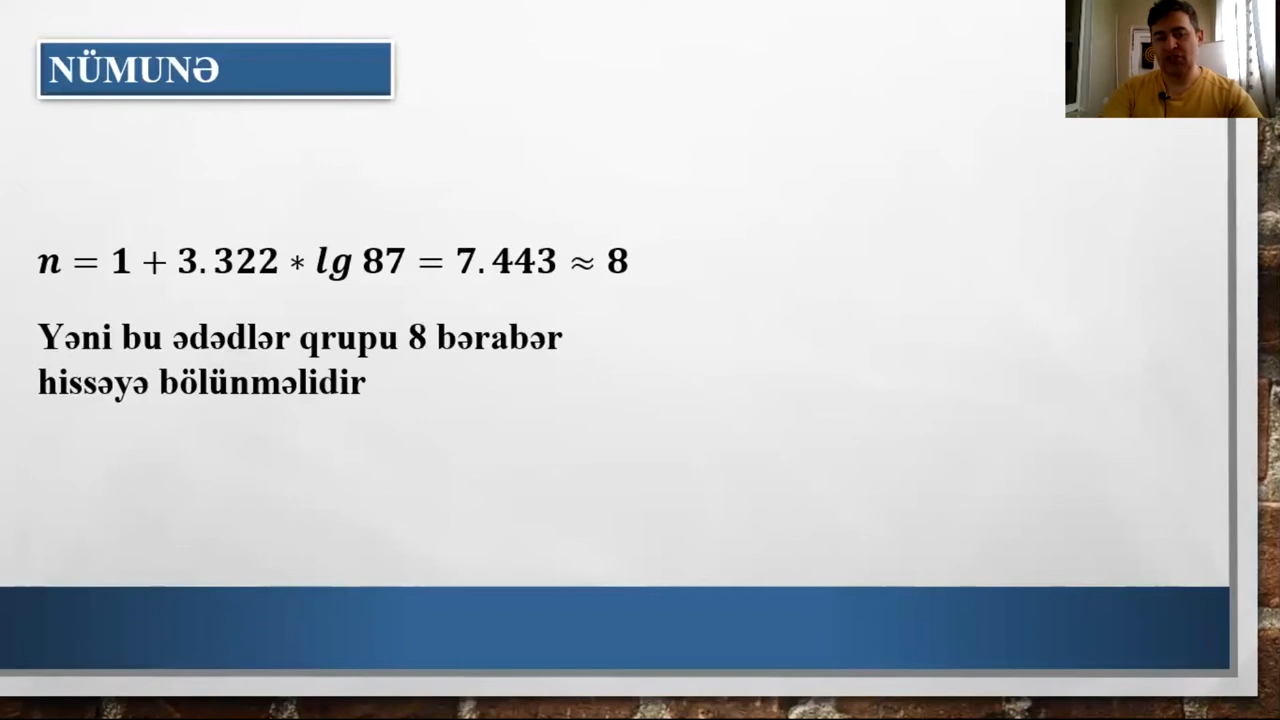 NÜMUNƏ
n = 1 + 3.322 * lg 87 = 7.443 ≈ 8
Yəni bu ədədlər qrupu 8 bərabər
hissəyə bölünməlidir